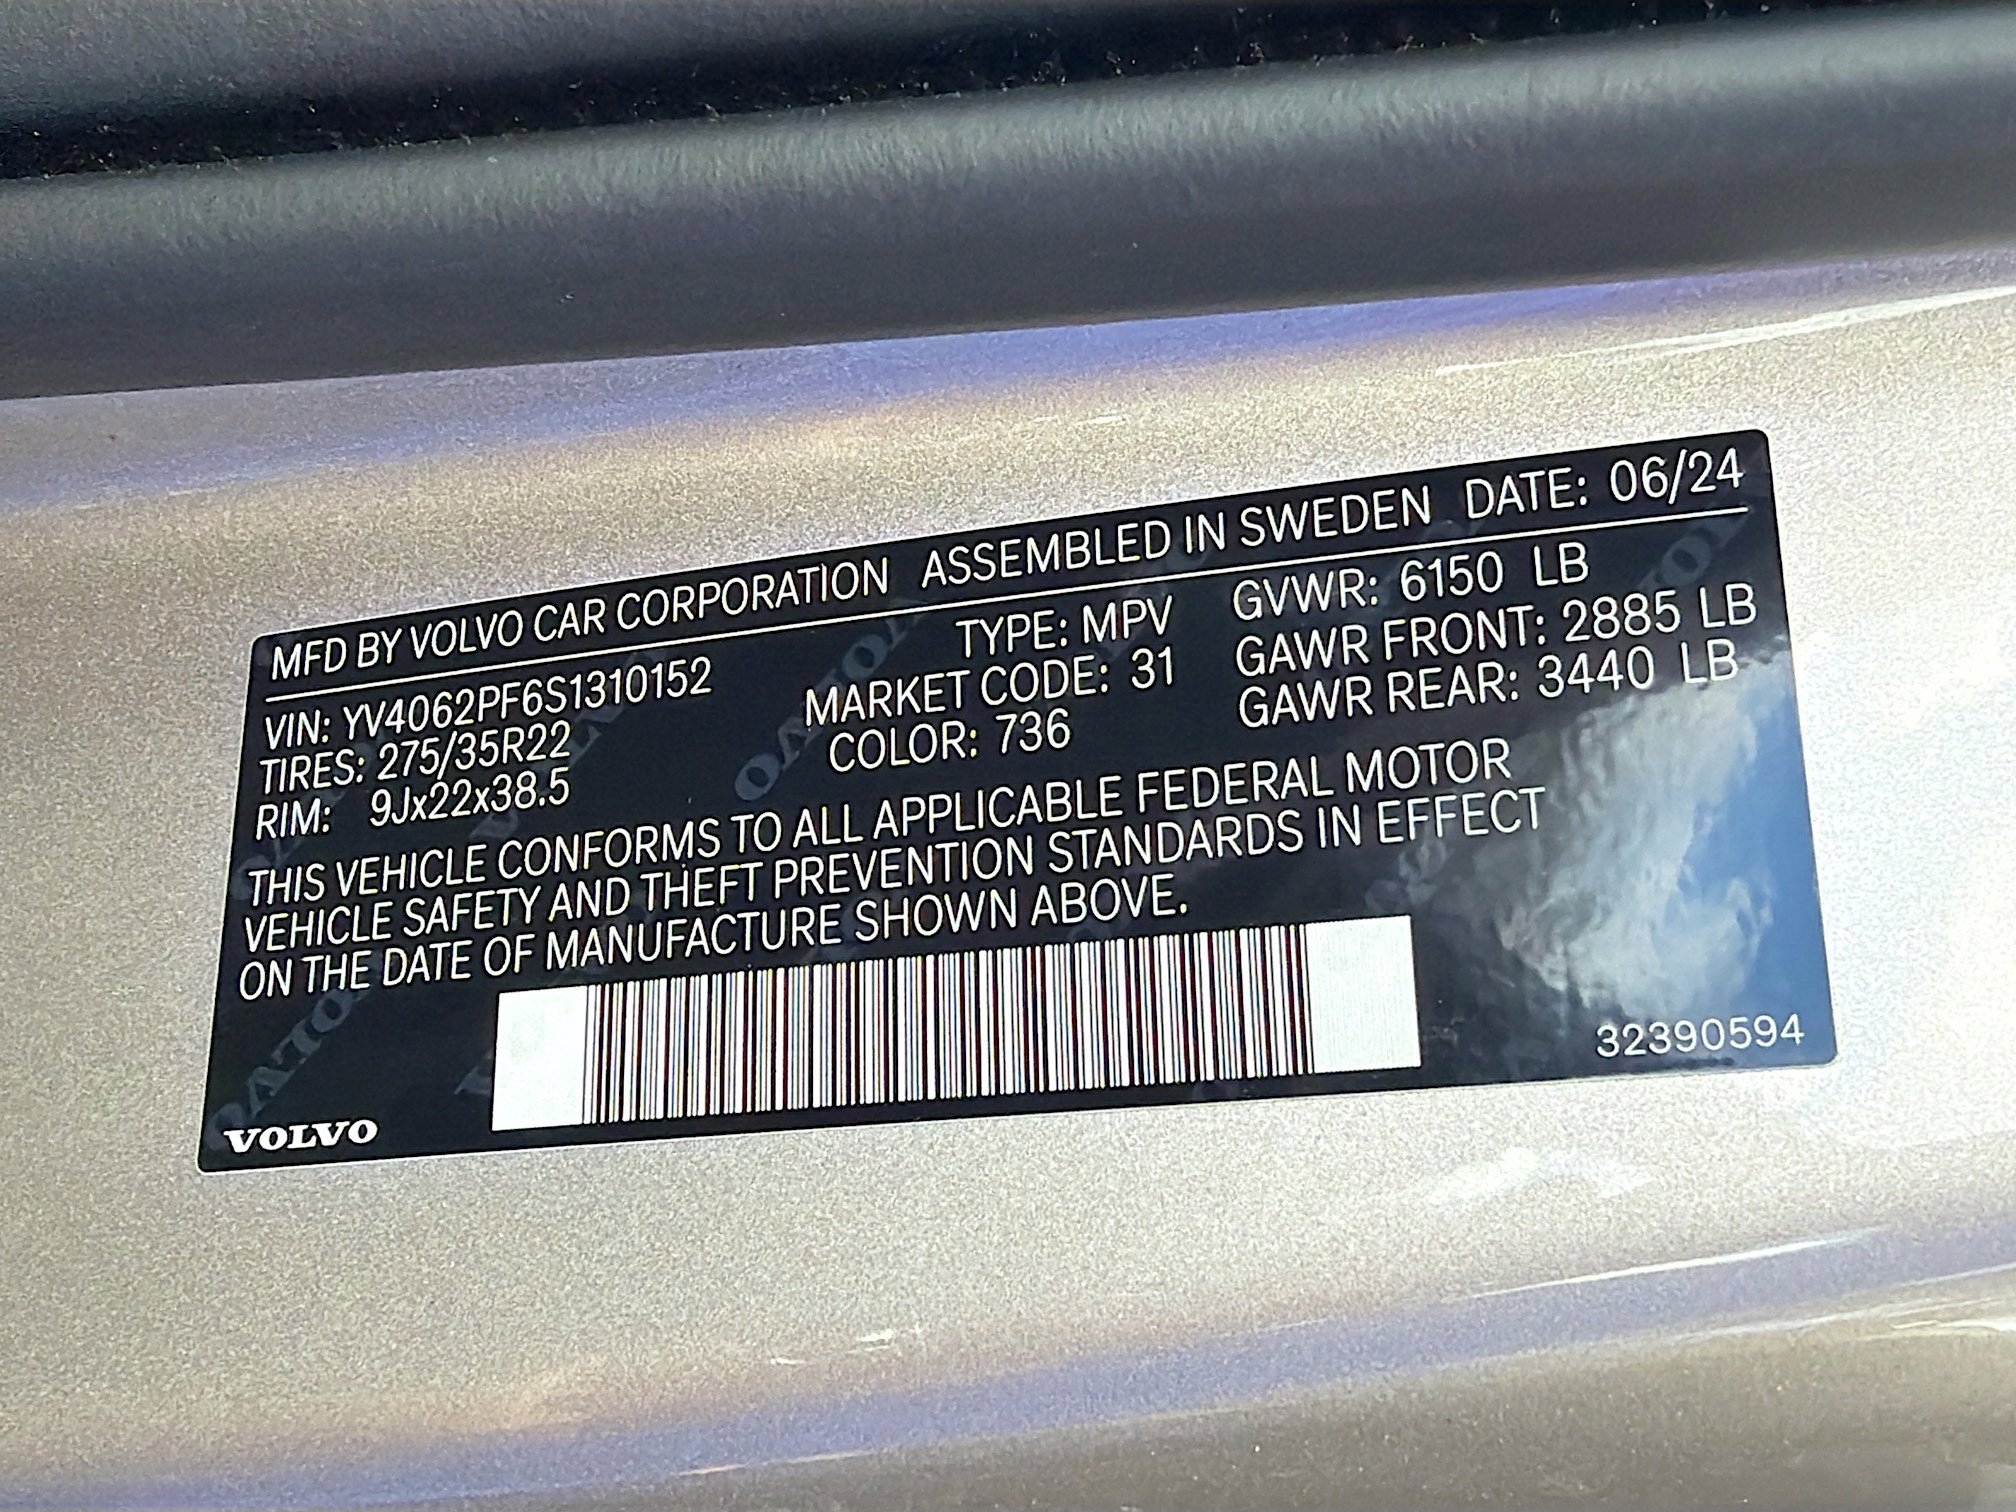 MFD BY VOLVO CAR CORPORATION ASSEMBLED IN SWEDEN DATE: 06/24
VIN: YV4062PF6S1310152 TYPE: MPV GVWR: 6150 LB
TIRES: 275/35R22 MARKET CODE: 31 GAWR FRONT: 2885 LB
RIM: 9Jx22x38.5 COLOR: 736 GAWR REAR: 3440 LB
THIS VEHICLE CONFORMS TO ALL APPLICABLE FEDERAL MOTOR
VEHICLE SAFETY AND THEFT PREVENTION STANDARDS IN EFFECT
ON THE DATE OF MANUFACTURE SHOWN ABOVE.
32390594
VOLVO